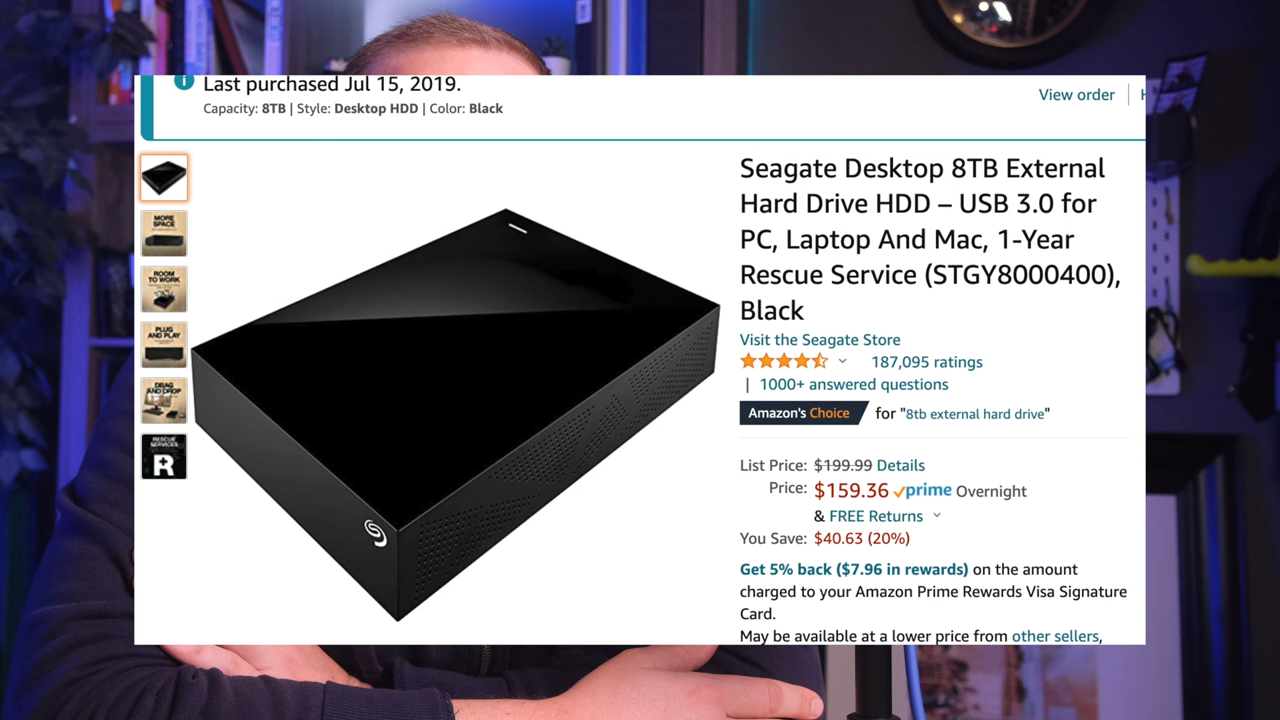 Last purchased Jul 15, 2019.
Capacity: 8TB | Style: Desktop HDD | Color: Black
View order
MORE
SPACE
ROOM
TO WORK
PLUG
AND PLAY
DRAG
AND DROP
RESCUE
SERVICES
R
Seagate Desktop 8TB External
Hard Drive HDD – USB 3.0 for
PC, Laptop And Mac, 1-Year
Rescue Service (STGY8000400),
Black
Visit the Seagate Store
187,095 ratings
| 1000+ answered questions
Amazon's Choice for "8tb external hard drive"
List Price: $199.99 Details
Price: $159.36 prime Overnight
& FREE Returns
You Save: $40.63 (20%)
Get 5% back ($7.96 in rewards) on the amount
charged to your Amazon Prime Rewards Visa Signature
Card.
May be available at a lower price from other sellers,